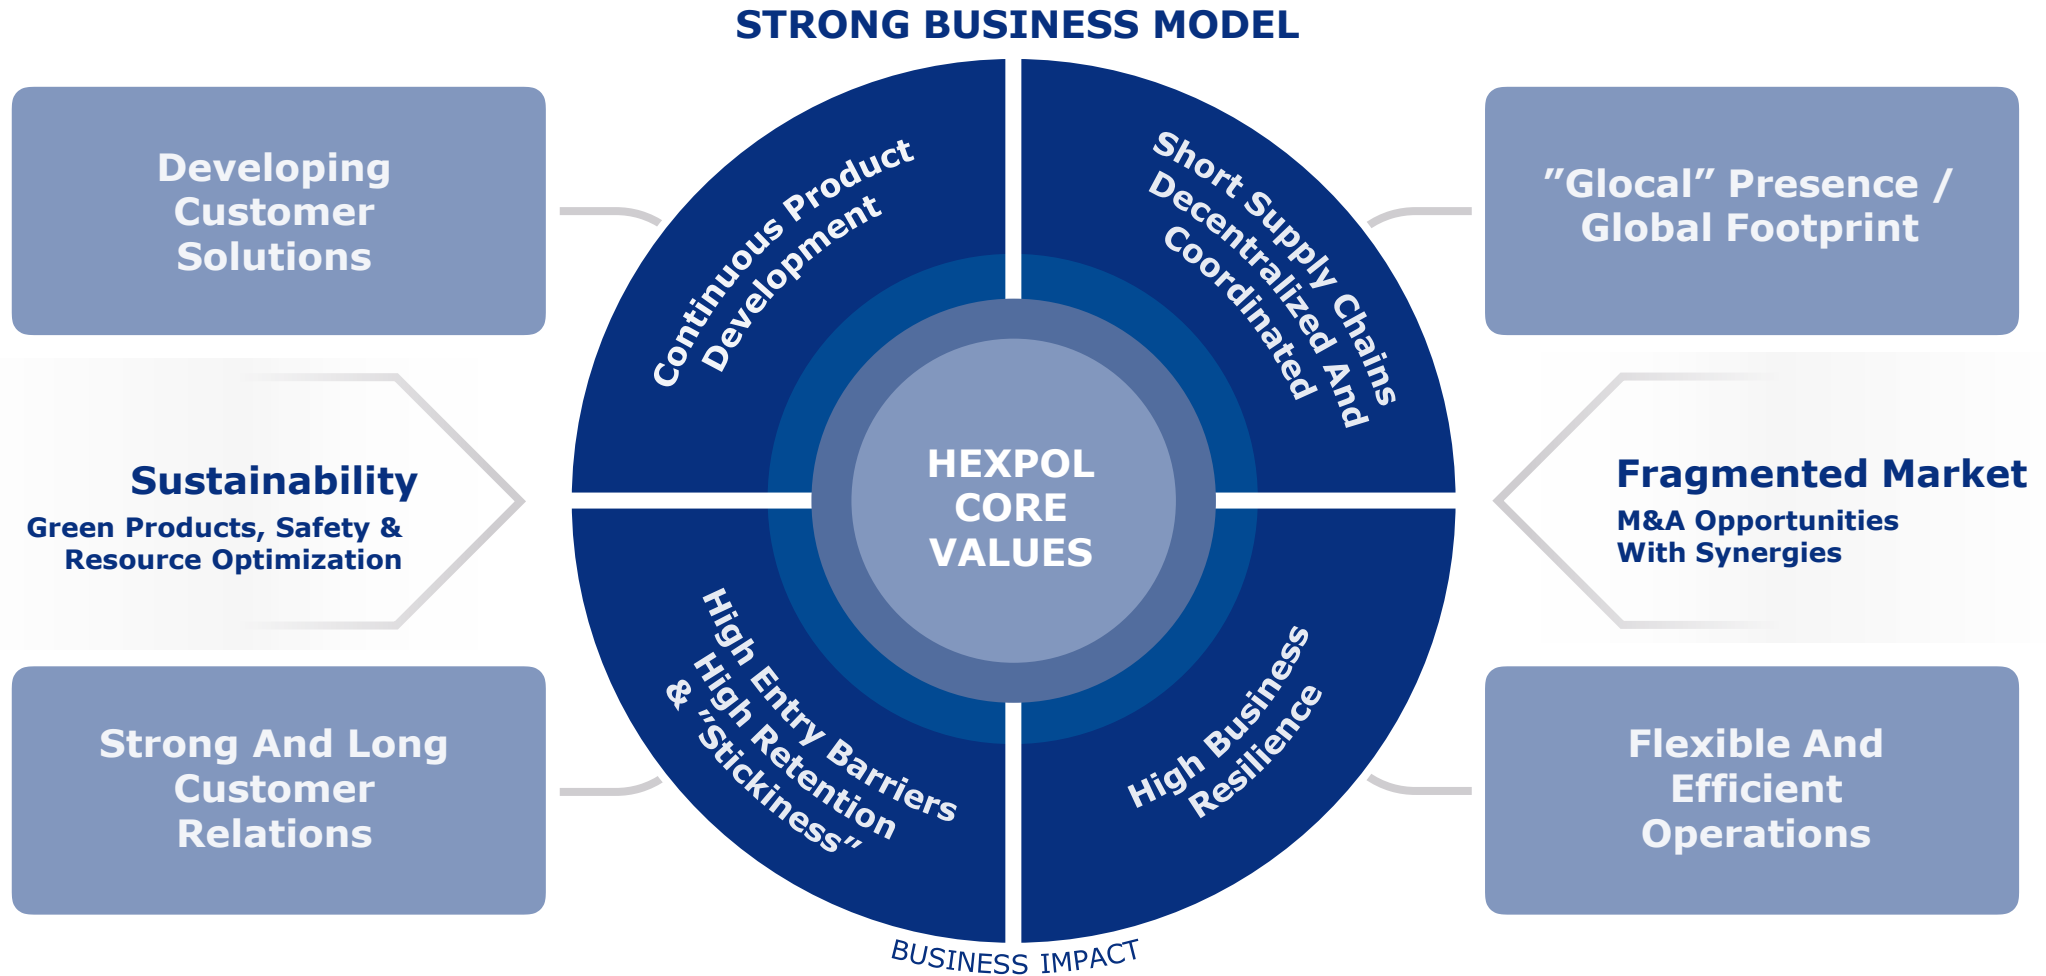 STRONG BUSINESS MODEL
Developing
Customer
Solutions
Continuous Product
Development
Short Supply Chains
Decentralized And
Coordinated
”Glocal” Presence /
Global Footprint
Sustainability
Green Products, Safety &
Resource Optimization
HEXPOL
CORE
VALUES
Fragmented Market
M&A Opportunities
With Synergies
Strong And Long
Customer
Relations
High Entry Barriers
High Retention
& ”Stickiness”
High Business
Resilience
Flexible And
Efficient
Operations
BUSINESS IMPACT